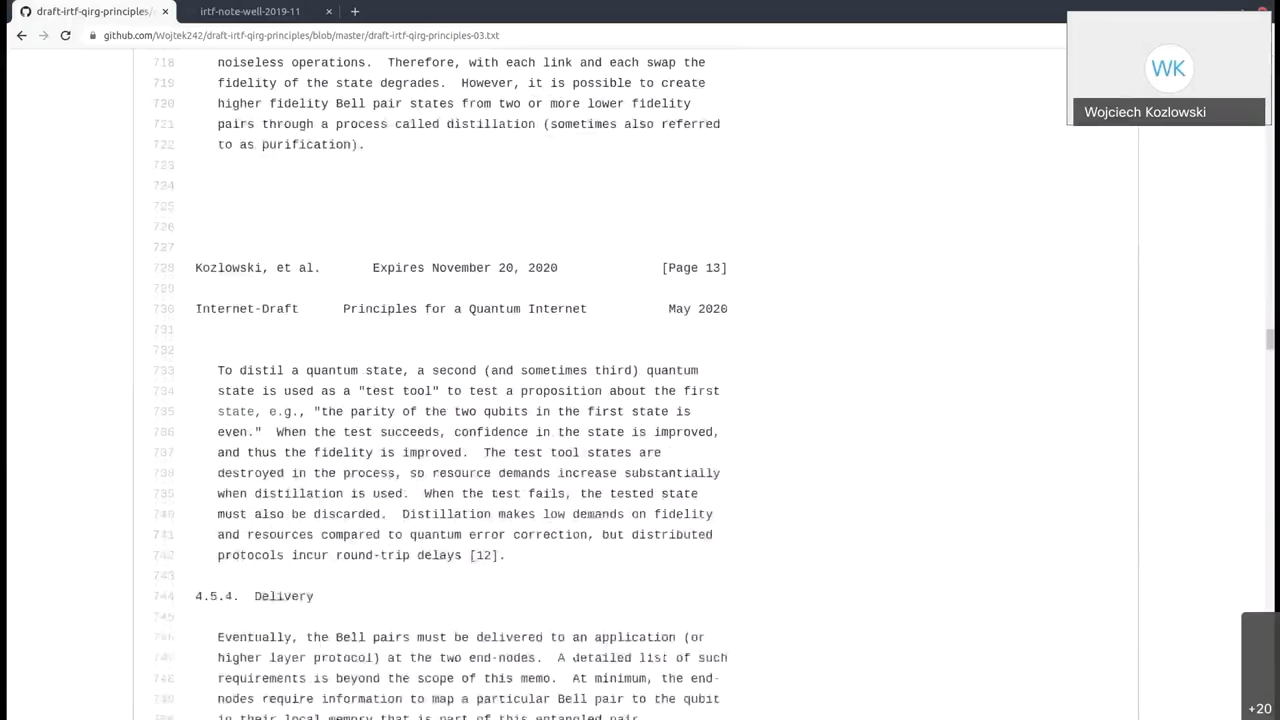 draft-irtf-qirg-principles/
irtf-note-well-2019-11
github.com/Wojtek242/draft-irtf-qirg-principles/blob/master/draft-irtf-qirg-principles-03.txt
WK
Wojciech Kozlowski
718 noiseless operations. Therefore, with each link and each swap the
719 fidelity of the state degrades. However, it is possible to create
720 higher fidelity Bell pair states from two or more lower fidelity
721 pairs through a process called distillation (sometimes also referred
722 to as purification).
723
724
725
726
727
728 Kozlowski, et al. Expires November 20, 2020 [Page 13]
729
730 Internet-Draft Principles for a Quantum Internet May 2020
731
732
733 To distil a quantum state, a second (and sometimes third) quantum
734 state is used as a "test tool" to test a proposition about the first
735 state, e.g., "the parity of the two qubits in the first state is
736 even." When the test succeeds, confidence in the state is improved,
737 and thus the fidelity is improved. The test tool states are
738 destroyed in the process, so resource demands increase substantially
739 when distillation is used. When the test fails, the tested state
740 must also be discarded. Distillation makes low demands on fidelity
741 and resources compared to quantum error correction, but distributed
742 protocols incur round-trip delays [12].
743
744 4.5.4. Delivery
745
746 Eventually, the Bell pairs must be delivered to an application (or
747 higher layer protocol) at the two end-nodes. A detailed list of such
748 requirements is beyond the scope of this memo. At minimum, the end-
749 nodes require information to map a particular Bell pair to the qubit
in their local memory that is part of this entangled pair.
+20